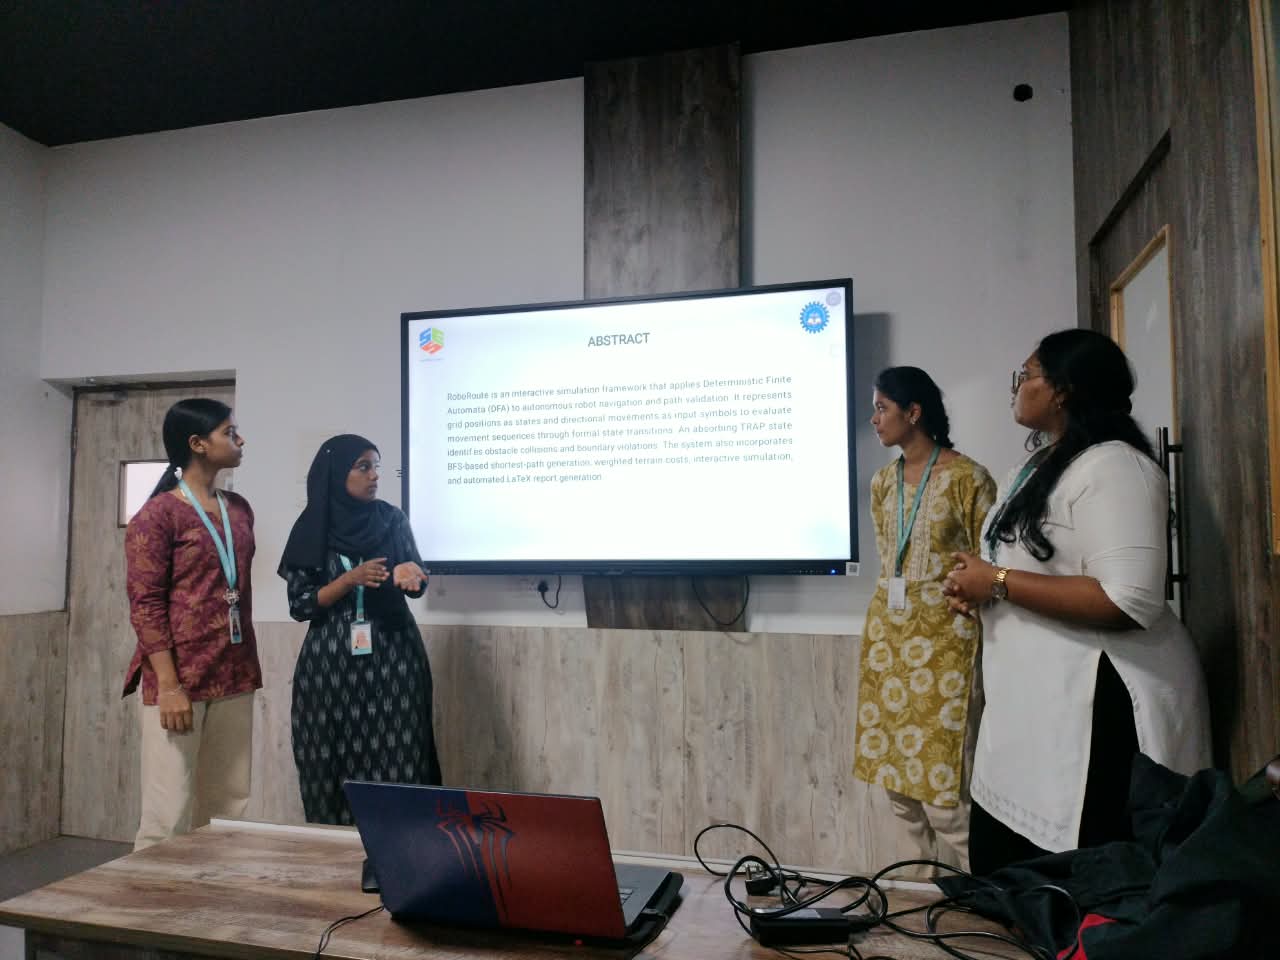 ABSTRACT
RoboRoute is an interactive simulation framework that applies Deterministic Finite
Automata (DFA) to autonomous robot navigation and path validation. It represents
grid positions as states and directional movements as input symbols to evaluate
movement sequences through formal state transitions. An absorbing TRAP state
identifies obstacle collisions and boundary violations. The system also incorporates
BFS-based shortest-path generation, weighted terrain costs, interactive simulation,
and automated LaTeX report generation.